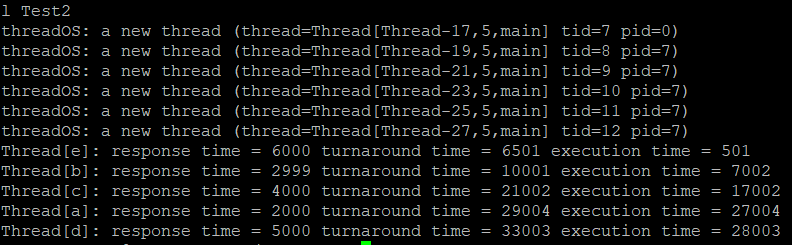 l Test2
threadOS: a new thread (thread=Thread[Thread-17,5,main] tid=7 pid=0)
threadOS: a new thread (thread=Thread[Thread-19,5,main] tid=8 pid=7)
threadOS: a new thread (thread=Thread[Thread-21,5,main] tid=9 pid=7)
threadOS: a new thread (thread=Thread[Thread-23,5,main] tid=10 pid=7)
threadOS: a new thread (thread=Thread[Thread-25,5,main] tid=11 pid=7)
threadOS: a new thread (thread=Thread[Thread-27,5,main] tid=12 pid=7)
Thread[e]: response time = 6000 turnaround time = 6501 execution time = 501
Thread[b]: response time = 2999 turnaround time = 10001 execution time = 7002
Thread[c]: response time = 4000 turnaround time = 21002 execution time = 17002
Thread[a]: response time = 2000 turnaround time = 29004 execution time = 27004
Thread[d]: response time = 5000 turnaround time = 33003 execution time = 28003